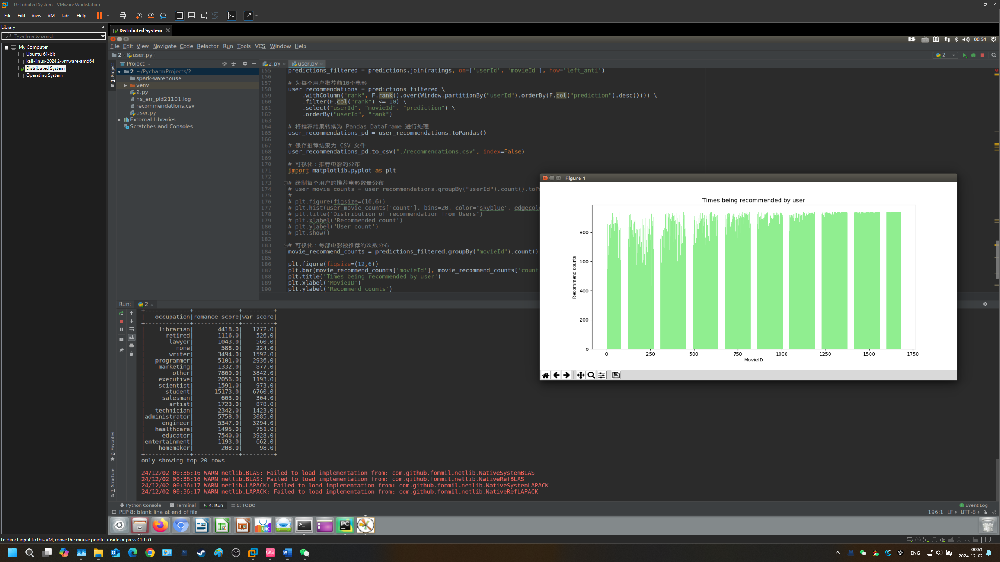 Distributed System - VMware Workstation
File Edit View VM Tabs Help
Library
Type here to search
My Computer
Ubuntu 64-bit
kali-linux-2024.2-vmware-amd64
Distributed System
Operating System
Distributed System
00:51
File Edit View Navigate Code Refactor Run Tools VCS Window Help
2 user.py
2
1: Project
Project
2 ~/PycharmProjects/2
spark-warehouse
venv
2.py
hs_err_pid21101.log
recommendations.csv
user.py
External Libraries
Scratches and Consoles
2.py user.py
155 predictions_filtered = predictions.join(ratings, on=['userId', 'movieId'], how='left_anti')
156
157 # 为每个用户推荐前10个电影
158 user_recommendations = predictions_filtered \
159 .withColumn("rank", F.rank().over(Window.partitionBy("userId").orderBy(F.col("prediction").desc()))) \
160 .filter(F.col("rank") <= 10) \
161 .select("userId", "movieId", "prediction") \
162 .orderBy("userId", "rank")
163
164 # 将推荐结果转换为 Pandas DataFrame 进行处理
165 user_recommendations_pd = user_recommendations.toPandas()
166
167 # 保存推荐结果为 CSV 文件
168 user_recommendations_pd.to_csv("./recommendations.csv", index=False)
169
170 # 可视化：推荐电影的分布
171 import matplotlib.pyplot as plt
172
173 # 绘制每个用户的推荐电影数量分布
174 # user_movie_counts = user_recommendations.groupBy("userId").count().toPa
175 #
176 # plt.figure(figsize=(10,6))
177 # plt.hist(user_movie_counts['count'], bins=20, color='skyblue', edgecolo
178 # plt.title('Distribution of recommendation from Users')
179 # plt.xlabel('Recommended count')
180 # plt.ylabel('User count')
181 # plt.show()
182
183 # 可视化：每部电影被推荐的次数分布
184 movie_recommend_counts = predictions_filtered.groupBy("movieId").count()
185
186 plt.figure(figsize=(12,6))
187 plt.bar(movie_recommend_counts['movieId'], movie_recommend_counts['count
188 plt.title('Times being recommended by user')
189 plt.xlabel('MovieID')
190 plt.ylabel('Recommend counts')
Figure 1
Times being recommended by user
Recommend counts
800
600
400
200
0
0 250 500 750 1000 1250 1500 1750
MovieID
Run: 2
+-------------+-------------+---------+
| occupation|romance_score|war_score|
+-------------+-------------+---------+
| librarian| 4418.0| 1772.0|
| retired| 1116.0| 526.0|
| lawyer| 1043.0| 560.0|
| none| 588.0| 224.0|
| writer| 3494.0| 1592.0|
| programmer| 5101.0| 2936.0|
| marketing| 1332.0| 877.0|
| other| 7869.0| 3842.0|
| executive| 2056.0| 1193.0|
| scientist| 1591.0| 973.0|
| student| 15173.0| 6760.0|
| salesman| 603.0| 304.0|
| artist| 1723.0| 878.0|
| technician| 2342.0| 1423.0|
|administrator| 5758.0| 3085.0|
| engineer| 5347.0| 3294.0|
| healthcare| 1495.0| 751.0|
| educator| 7540.0| 3928.0|
|entertainment| 1193.0| 662.0|
| homemaker| 208.0| 98.0|
+-------------+-------------+---------+
only showing top 20 rows
24/12/02 00:36:16 WARN netlib.BLAS: Failed to load implementation from: com.github.fommil.netlib.NativeSystemBLAS
24/12/02 00:36:16 WARN netlib.BLAS: Failed to load implementation from: com.github.fommil.netlib.NativeRefBLAS
24/12/02 00:36:17 WARN netlib.LAPACK: Failed to load implementation from: com.github.fommil.netlib.NativeSystemLAPACK
24/12/02 00:36:17 WARN netlib.LAPACK: Failed to load implementation from: com.github.fommil.netlib.NativeRefLAPACK
2: Favorites
7: Structure
Python Console Terminal 4: Run 6: TODO
1 Event Log
PEP 8: blank line at end of file
196:1 LF UTF-8
UK
PC
To direct input to this VM, move the mouse pointer inside or press Ctrl+G.
ENG
00:51
2024-12-02